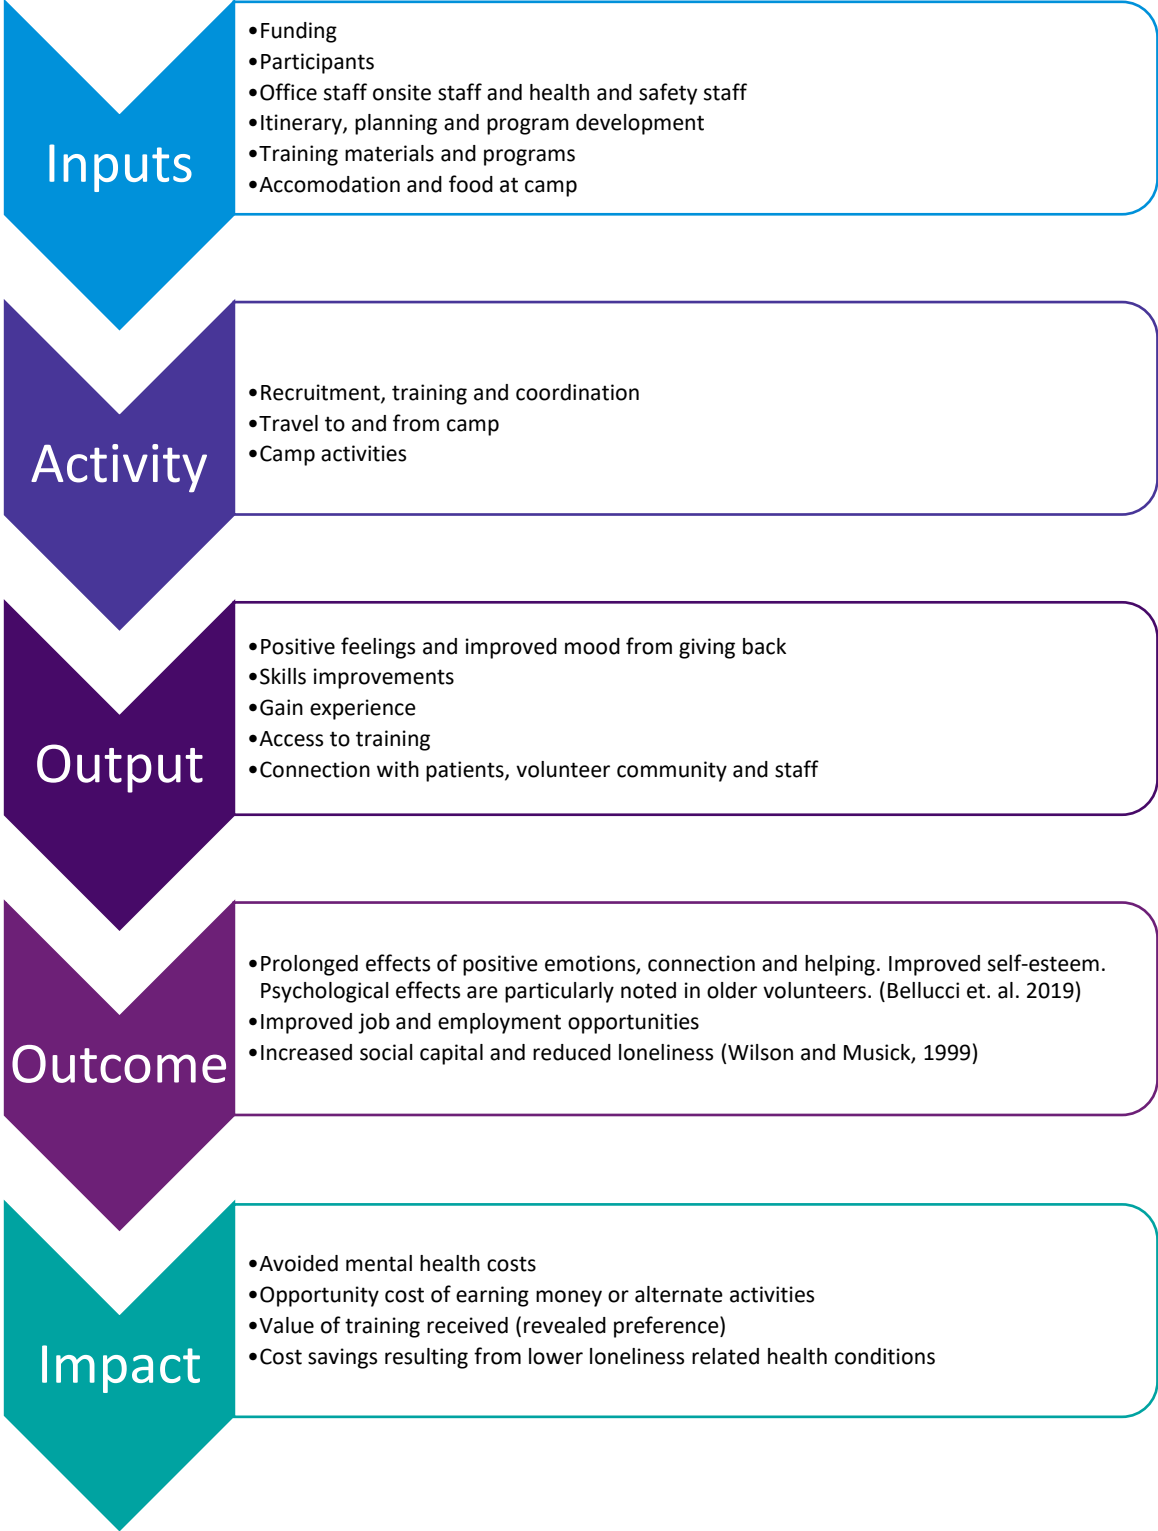 Inputs
•Funding
•Participants
•Office staff onsite staff and health and safety staff
•Itinerary, planning and program development
•Training materials and programs
•Accomodation and food at camp
Activity
•Recruitment, training and coordination
•Travel to and from camp
•Camp activities
Output
•Positive feelings and improved mood from giving back
•Skills improvements
•Gain experience
•Access to training
•Connection with patients, volunteer community and staff
Outcome
•Prolonged effects of positive emotions, connection and helping. Improved self-esteem.
Psychological effects are particularly noted in older volunteers. (Bellucci et. al. 2019)
•Improved job and employment opportunities
•Increased social capital and reduced loneliness (Wilson and Musick, 1999)
Impact
•Avoided mental health costs
•Opportunity cost of earning money or alternate activities
•Value of training received (revealed preference)
•Cost savings resulting from lower loneliness related health conditions